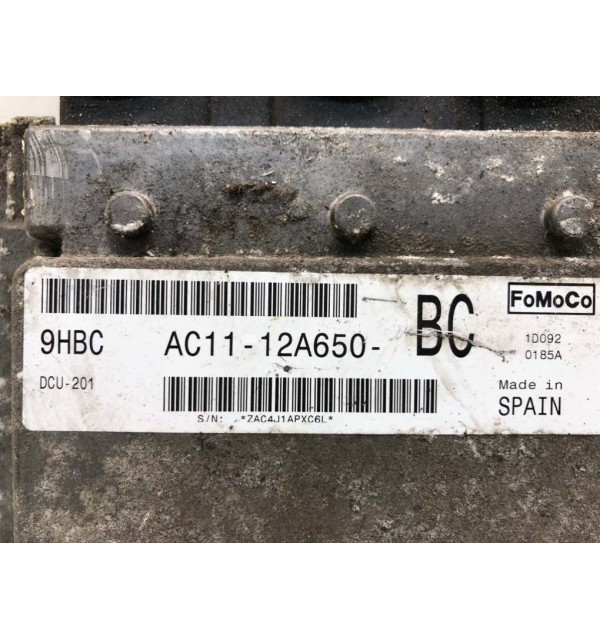 FoMoCo
9HBC AC11-12A650- BC
1D092
0185A
DCU-201
Made in
SPAIN
S/N: *ZAC4J1APXC6L*